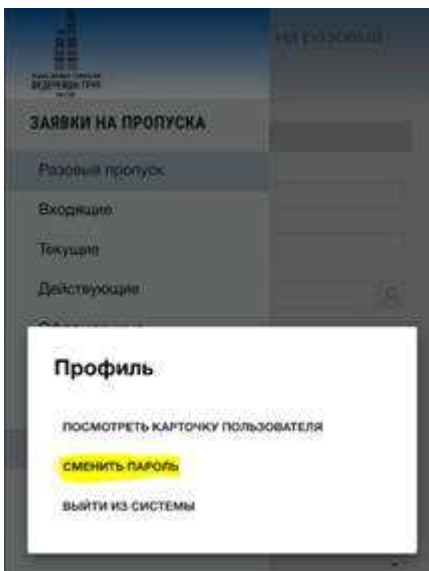 на разовый
ЗАЯВКИ НА ПРОПУСКА
Разовый пропуск
Входящие
Текущие
Действующие
Профиль
ПОСМОТРЕТЬ КАРТОЧКУ ПОЛЬЗОВАТЕЛЯ
СМЕНИТЬ ПАРОЛЬ
ВЫЙТИ ИЗ СИСТЕМЫ